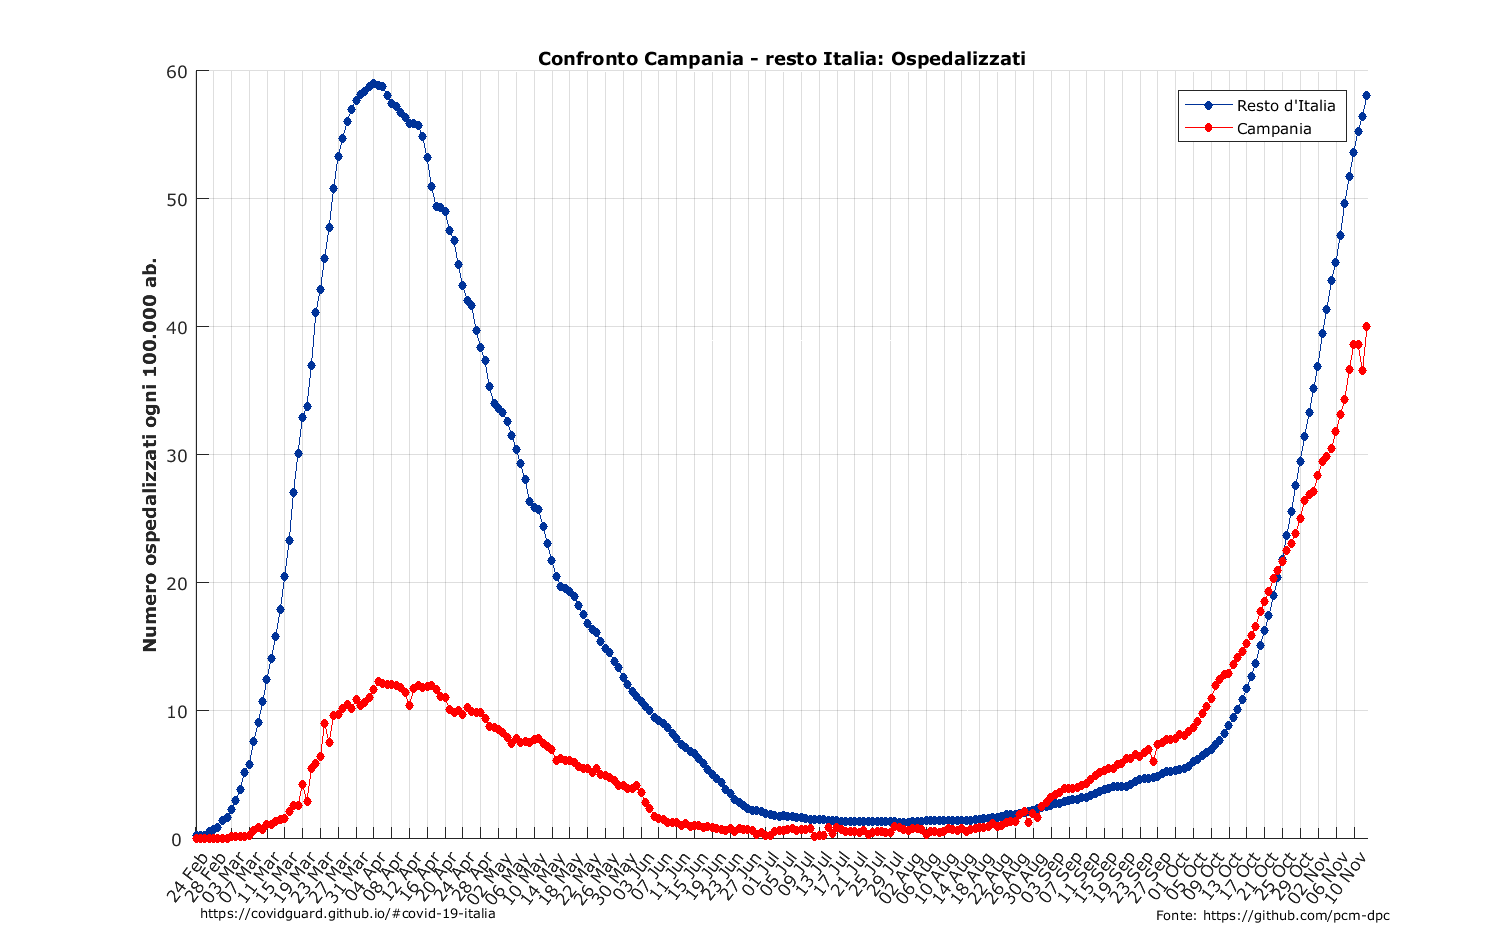 Confronto Campania - resto Italia: Ospedalizzati
Resto d'Italia
Campania
Numero ospedalizzati ogni 100.000 ab.
60
50
40
30
20
10
0
24 Feb
28 Feb
03 Mar
07 Mar
11 Mar
15 Mar
19 Mar
23 Mar
27 Mar
31 Mar
04 Apr
08 Apr
12 Apr
16 Apr
20 Apr
24 Apr
28 Apr
02 May
06 May
10 May
14 May
18 May
22 May
26 May
30 May
03 Jun
07 Jun
11 Jun
15 Jun
19 Jun
23 Jun
27 Jun
01 Jul
05 Jul
09 Jul
13 Jul
17 Jul
21 Jul
25 Jul
29 Jul
02 Aug
06 Aug
10 Aug
14 Aug
18 Aug
22 Aug
26 Aug
30 Aug
03 Sep
07 Sep
11 Sep
15 Sep
19 Sep
23 Sep
27 Sep
01 Oct
05 Oct
09 Oct
13 Oct
17 Oct
21 Oct
25 Oct
29 Oct
02 Nov
06 Nov
10 Nov
https://covidguard.github.io/#covid-19-italia
Fonte: https://github.com/pcm-dpc